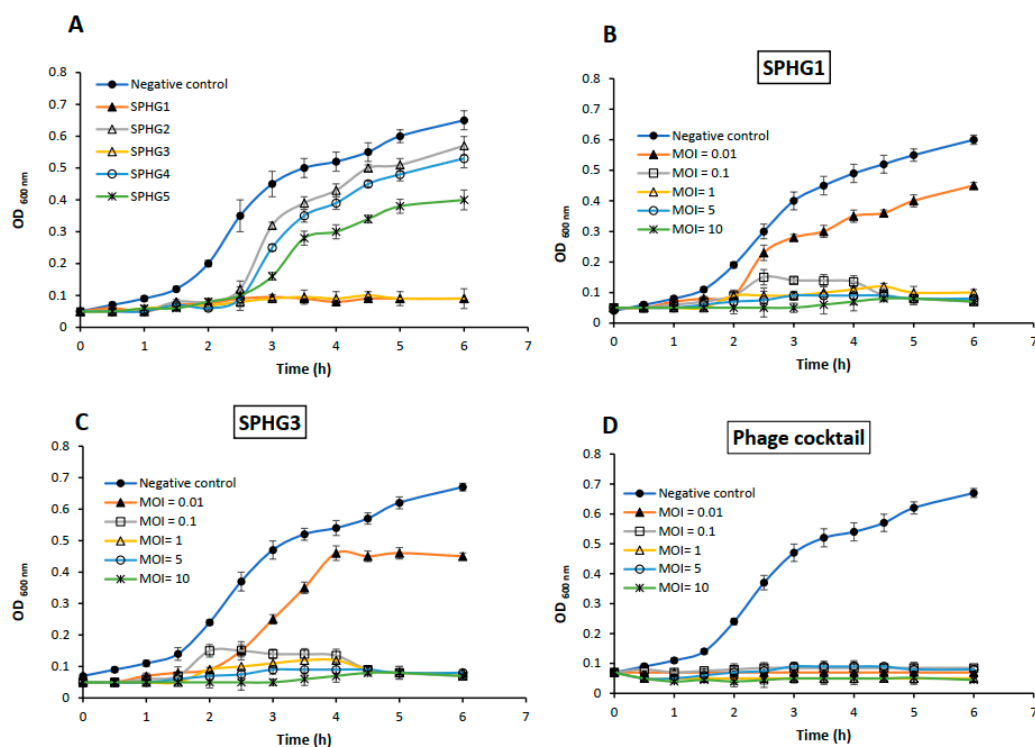 A
0.8
0.7
0.6
0.5
0.4
0.3
0.2
0.1
0
OD 600 nm
Negative control
SPHG1
SPHG2
SPHG3
SPHG4
SPHG5
0 1 2 3 4 5 6 7
Time (h)
B
SPHG1
0.8
0.7
0.6
0.5
0.4
0.3
0.2
0.1
0
OD 600 nm
Negative control
MOI = 0.01
MOI = 0.1
MOI = 1
MOI= 5
MOI= 10
0 1 2 3 4 5 6 7
Time (h)
C
SPHG3
0.8
0.7
0.6
0.5
0.4
0.3
0.2
0.1
0
OD 600 nm
Negative control
MOI = 0.01
MOI = 0.1
MOI= 1
MOI= 5
MOI= 10
0 1 2 3 4 5 6 7
Time (h)
D
Phage cocktail
0.8
0.7
0.6
0.5
0.4
0.3
0.2
0.1
0
OD 600 nm
Negative control
MOI = 0.01
MOI = 0.1
MOI= 1
MOI= 5
MOI= 10
0 1 2 3 4 5 6 7
Time (h)